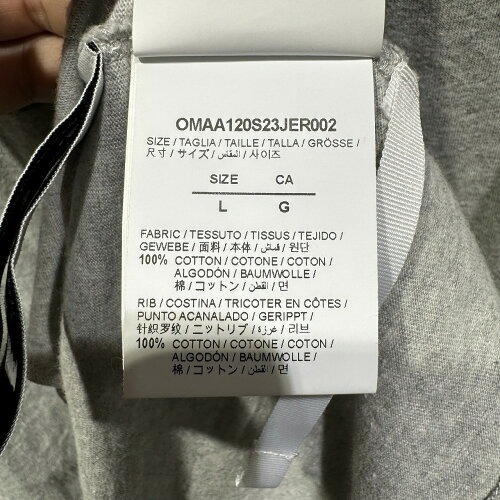 OMAA120S23JER002
SIZE / TAGLIA / TAILLE / TALLA / GRÖSSE /
尺寸 / サイズ / المقاس / 사이즈
SIZE CA
L G
FABRIC / TESSUTO / TISSUS / TEJIDO /
GEWEBE / 面料 / 本体 / قماش / 원단
100% COTTON / COTONE / COTON /
ALGODÓN / BAUMWOLLE /
棉 / コットン / القطن / 면
RIB / COSTINA / TRICOTER EN CÔTES /
PUNTO ACANALADO / GERIPPT /
针织罗纹 / ニットリブ / غرزة / 리브
100% COTTON / COTONE / COTON /
ALGODÓN / BAUMWOLLE /
棉 / コットン / القطن / 면